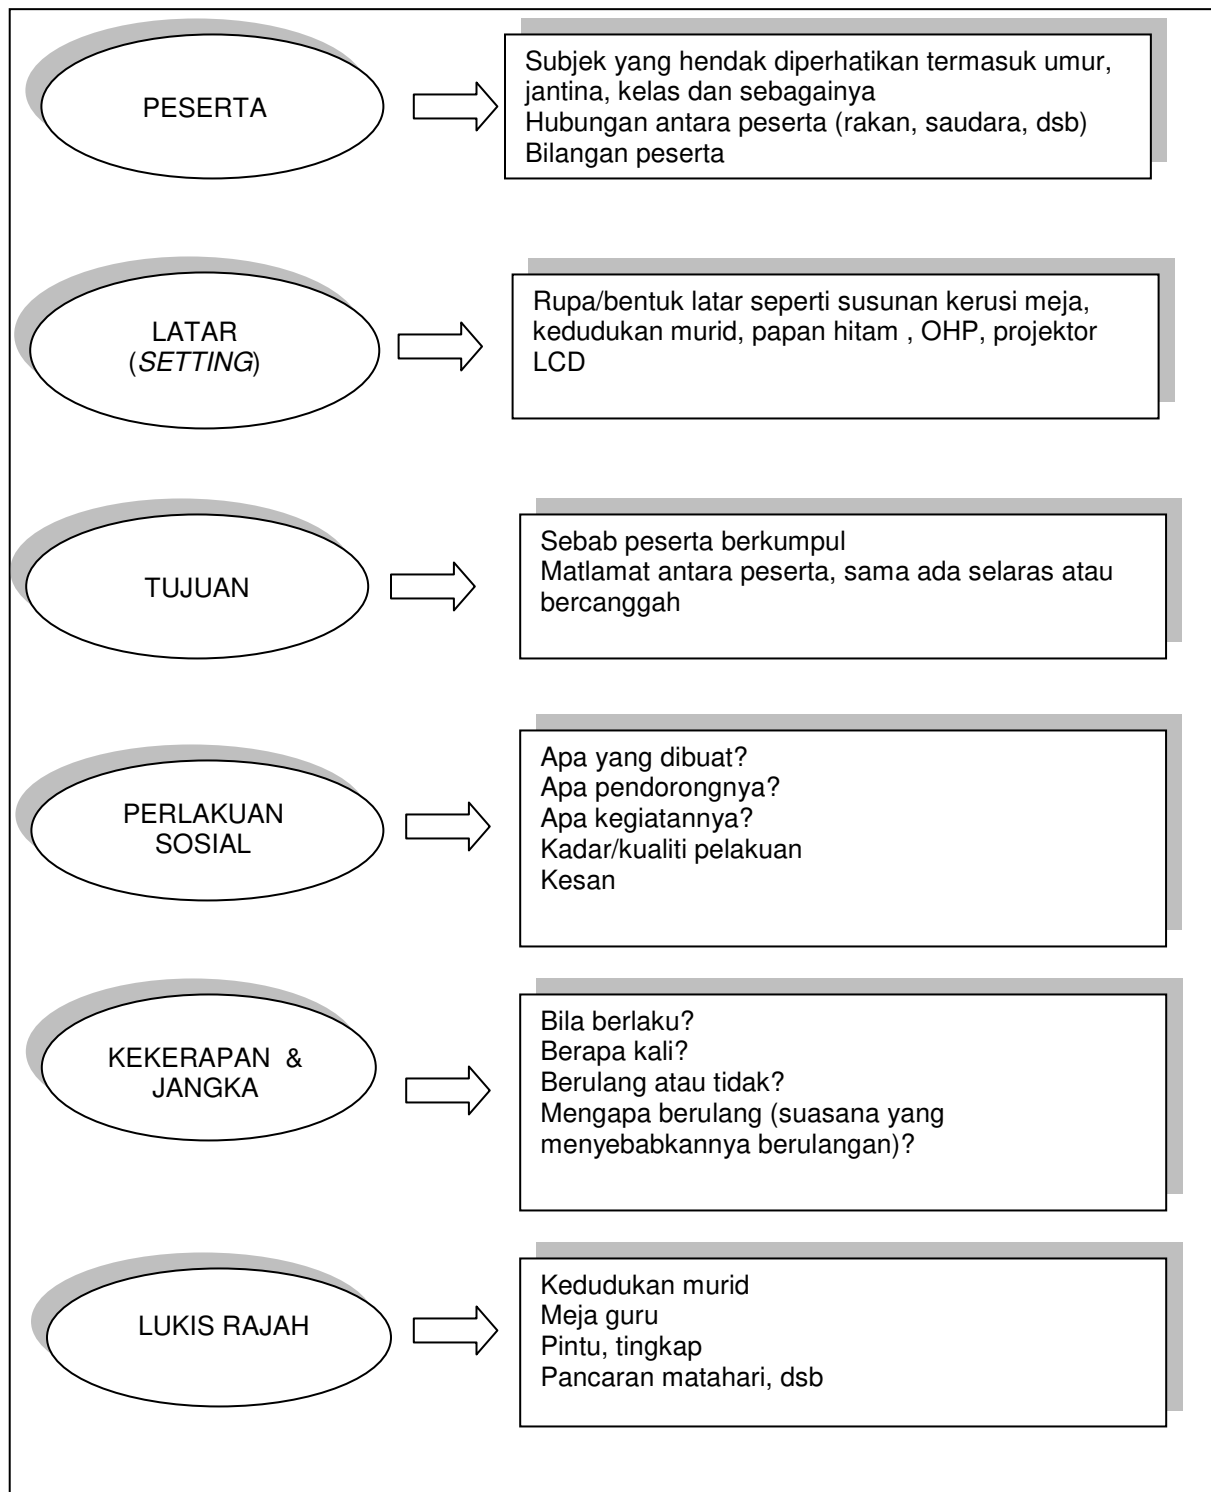 PESERTA
Subjek yang hendak diperhatikan termasuk umur,
jantina, kelas dan sebagainya
Hubungan antara peserta (rakan, saudara, dsb)
Bilangan peserta
LATAR
(SETTING)
Rupa/bentuk latar seperti susunan kerusi meja,
kedudukan murid, papan hitam , OHP, projektor
LCD
TUJUAN
Sebab peserta berkumpul
Matlamat antara peserta, sama ada selaras atau
bercanggah
PERLAKUAN
SOSIAL
Apa yang dibuat?
Apa pendorongnya?
Apa kegiatannya?
Kadar/kualiti pelakuan
Kesan
KEKERAPAN &
JANGKA
Bila berlaku?
Berapa kali?
Berulang atau tidak?
Mengapa berulang (suasana yang
menyebabkannya berulangan)?
LUKIS RAJAH
Kedudukan murid
Meja guru
Pintu, tingkap
Pancaran matahari, dsb